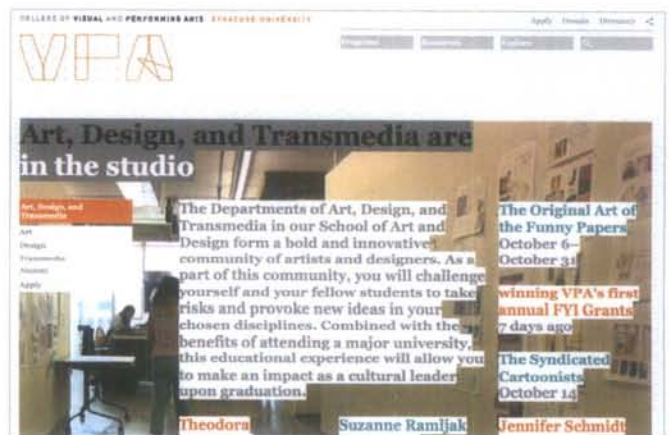 COLLEGE OF VISUAL AND PERFORMING ARTS SYRACUSE UNIVERSITY
Apply Donate Directory
VPA
Programs Resources Explore
Art, Design, and Transmedia are
in the studio
Art, Design, and
Transmedia
Art
Design
Transmedia
Alumni
Apply
The Departments of Art, Design, and
Transmedia in our School of Art and
Design form a bold and innovative
community of artists and designers. As a
part of this community, you will challenge
yourself and your fellow students to take
risks and provoke new ideas in your
chosen disciplines. Combined with the
benefits of attending a major university,
this educational experience will allow you
to make an impact as a cultural leader
upon graduation.
The Original Art of
the Funny Papers
October 6–
October 31
winning VPA's first
annual FYI Grants
7 days ago
The Syndicated
Cartoonists
October 14
Theodora
Suzanne Ramljak
Jennifer Schmidt